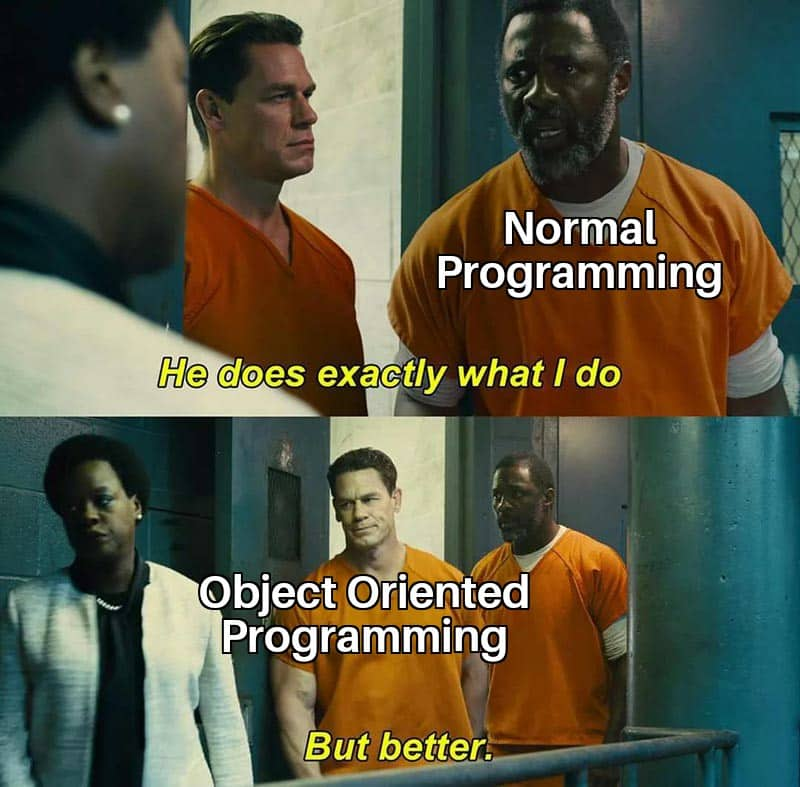 Normal
Programming
He does exactly what I do
Object Oriented
Programming
But better.